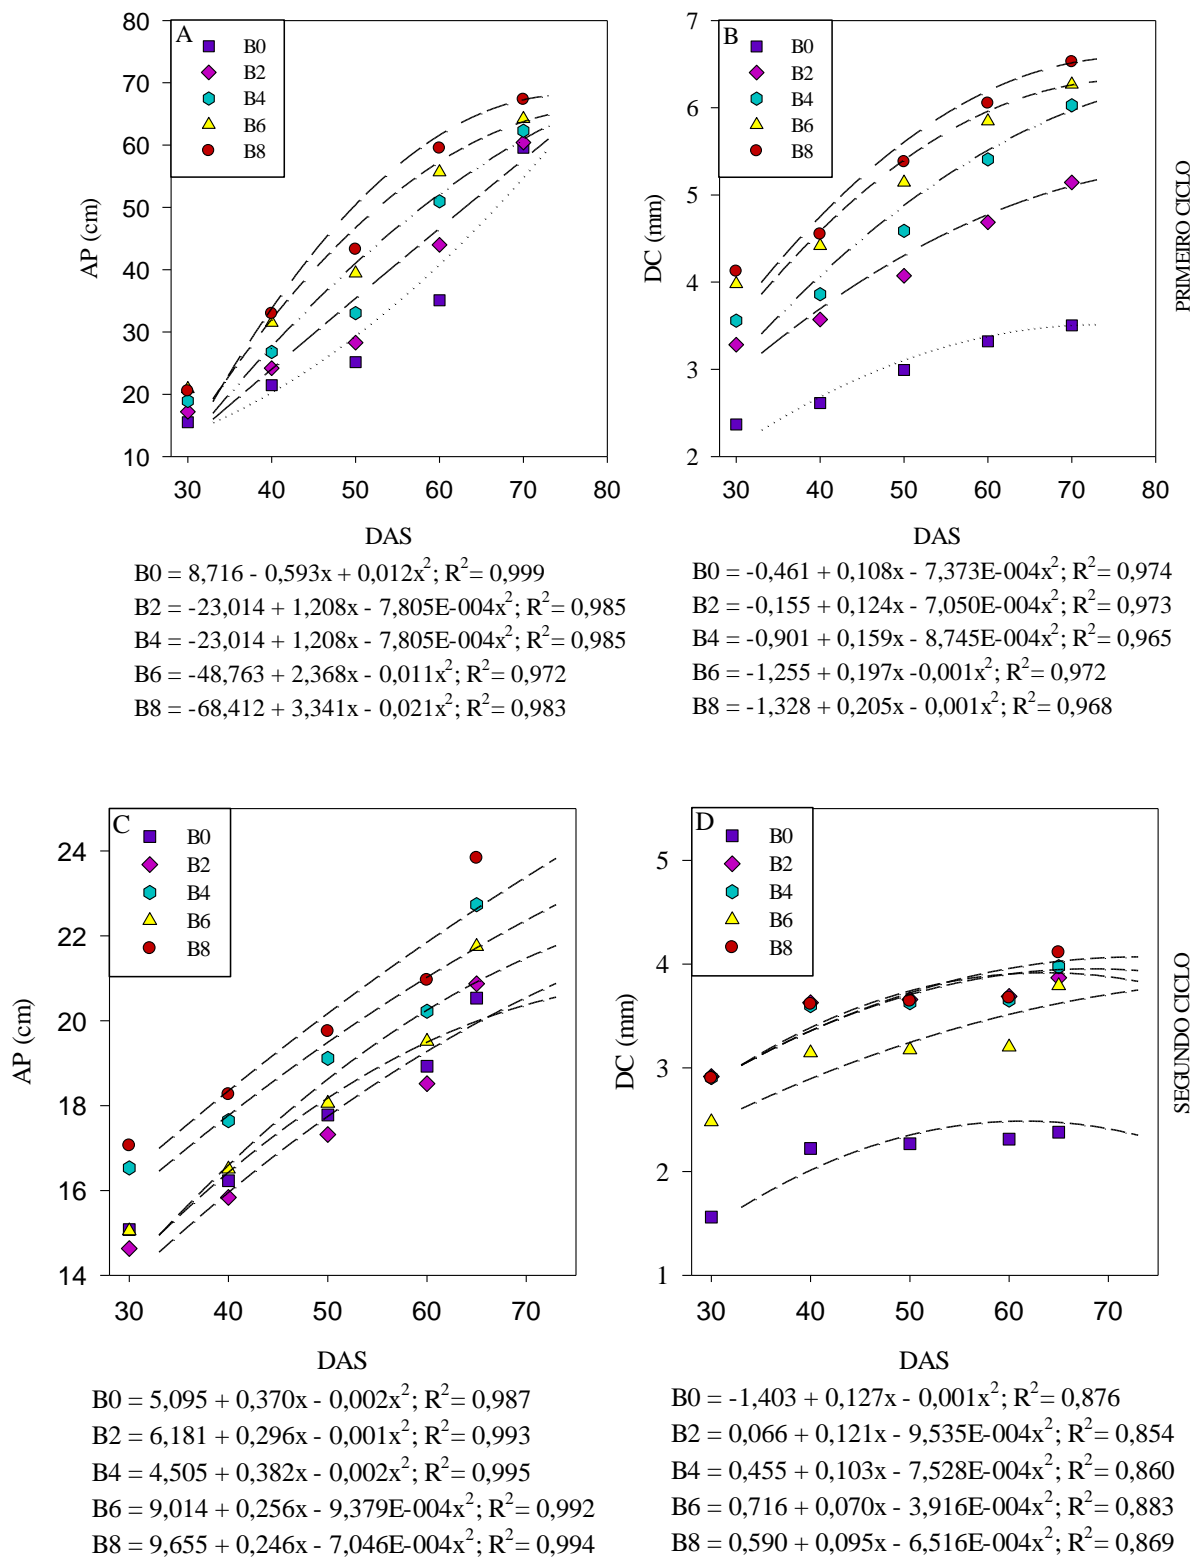 A
B0
B2
B4
B6
B8
80
70
60
50
40
30
20
10
AP (cm)
30 40 50 60 70 80
DAS
B0 = 8,716 - 0,593x + 0,012x²; R²= 0,999
B2 = -23,014 + 1,208x - 7,805E-004x²; R²= 0,985
B4 = -23,014 + 1,208x - 7,805E-004x²; R²= 0,985
B6 = -48,763 + 2,368x - 0,011x²; R²= 0,972
B8 = -68,412 + 3,341x - 0,021x²; R²= 0,983
B
B0
B2
B4
B6
B8
7
6
5
4
3
2
DC (mm)
30 40 50 60 70 80
DAS
PRIMEIRO CICLO
B0 = -0,461 + 0,108x - 7,373E-004x²; R²= 0,974
B2 = -0,155 + 0,124x - 7,050E-004x²; R²= 0,973
B4 = -0,901 + 0,159x - 8,745E-004x²; R²= 0,965
B6 = -1,255 + 0,197x -0,001x²; R²= 0,972
B8 = -1,328 + 0,205x - 0,001x²; R²= 0,968
C
B0
B2
B4
B6
B8
24
22
20
18
16
14
AP (cm)
30 40 50 60 70
DAS
B0 = 5,095 + 0,370x - 0,002x²; R²= 0,987
B2 = 6,181 + 0,296x - 0,001x²; R²= 0,993
B4 = 4,505 + 0,382x - 0,002x²; R²= 0,995
B6 = 9,014 + 0,256x - 9,379E-004x²; R²= 0,992
B8 = 9,655 + 0,246x - 7,046E-004x²; R²= 0,994
D
B0
B2
B4
B6
B8
5
4
3
2
1
DC (mm)
30 40 50 60 70
DAS
SEGUNDO CICLO
B0 = -1,403 + 0,127x - 0,001x²; R²= 0,876
B2 = 0,066 + 0,121x - 9,535E-004x²; R²= 0,854
B4 = 0,455 + 0,103x - 7,528E-004x²; R²= 0,860
B6 = 0,716 + 0,070x - 3,916E-004x²; R²= 0,883
B8 = 0,590 + 0,095x - 6,516E-004x²; R²= 0,869